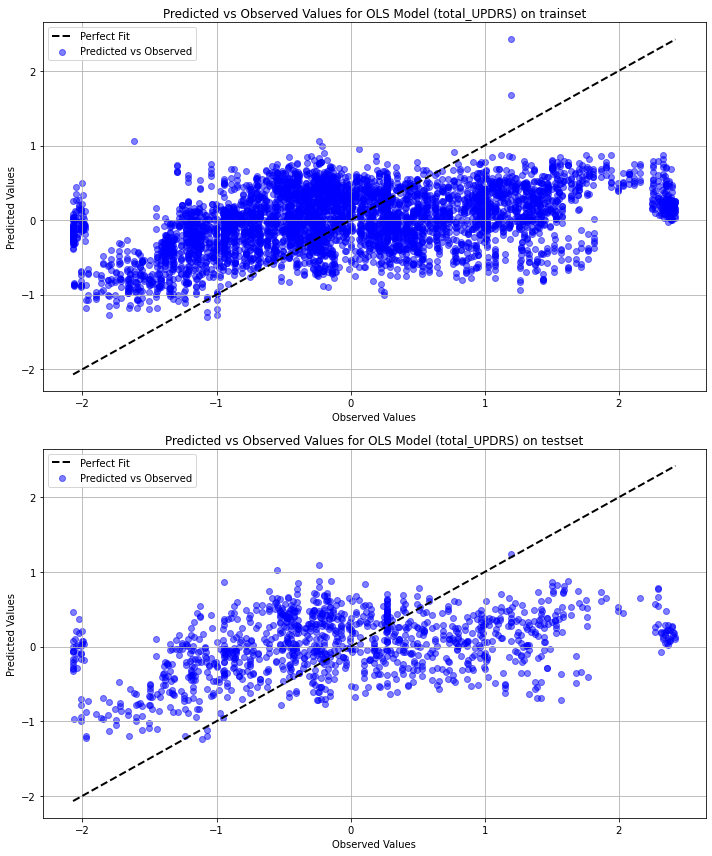 Predicted vs Observed Values for OLS Model (total_UPDRS) on trainset
Perfect Fit
Predicted vs Observed
Predicted Values
2
1
0
−1
−2
−2
−1
0
1
2
Observed Values
Predicted vs Observed Values for OLS Model (total_UPDRS) on testset
Perfect Fit
Predicted vs Observed
Predicted Values
2
1
0
−1
−2
−2
−1
0
1
2
Observed Values